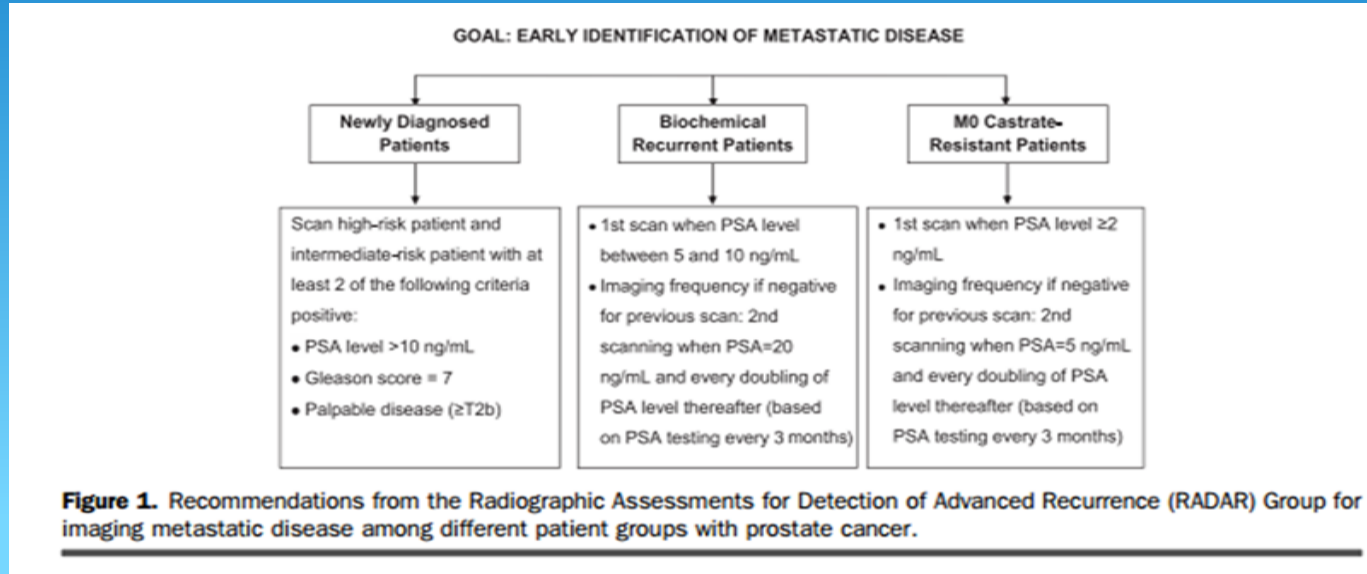 GOAL: EARLY IDENTIFICATION OF METASTATIC DISEASE
Newly Diagnosed
Patients
Scan high-risk patient and
intermediate-risk patient with at
least 2 of the following criteria
positive:
• PSA level >10 ng/mL
• Gleason score = 7
• Palpable disease (≥T2b)
Biochemical
Recurrent Patients
• 1st scan when PSA level
between 5 and 10 ng/mL
• Imaging frequency if negative
for previous scan: 2nd
scanning when PSA=20
ng/mL and every doubling of
PSA level thereafter (based
on PSA testing every 3 months)
M0 Castrate-
Resistant Patients
• 1st scan when PSA level ≥2
ng/mL
• Imaging frequency if negative
for previous scan: 2nd
scanning when PSA=5 ng/mL
and every doubling of PSA
level thereafter (based on
PSA testing every 3 months)
Figure 1. Recommendations from the Radiographic Assessments for Detection of Advanced Recurrence (RADAR) Group for
imaging metastatic disease among different patient groups with prostate cancer.